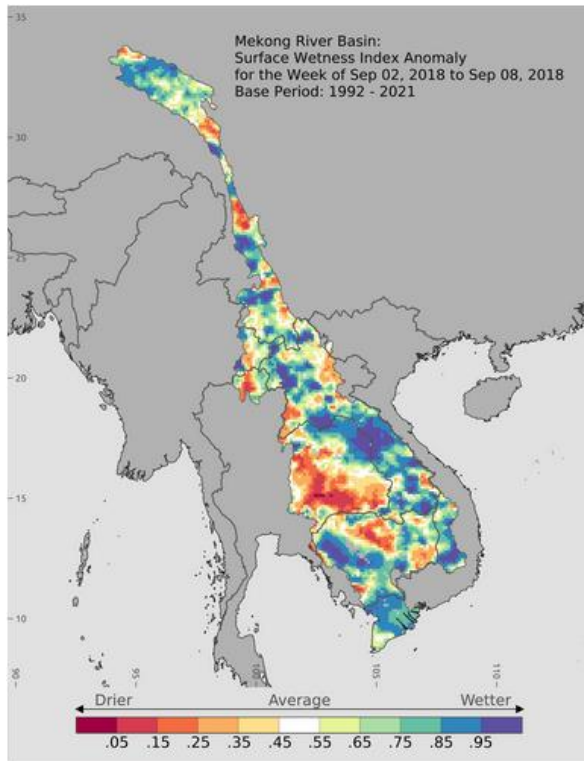 35
Mekong River Basin:
Surface Wetness Index Anomaly
for the Week of Sep 02, 2018 to Sep 08, 2018
Base Period: 1992 - 2021
30
25
20
15
10
90 95 100 105 110
Drier Average Wetter
.05 .15 .25 .35 .45 .55 .65 .75 .85 .95